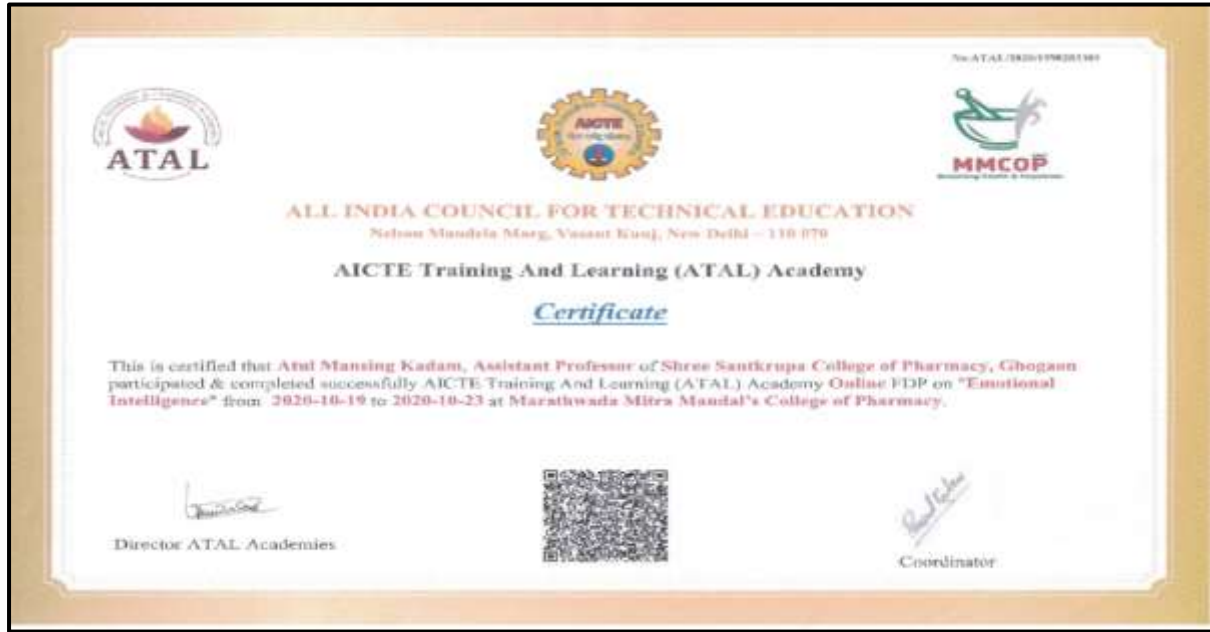 ATAL
AICTE
MMCOP
ALL INDIA COUNCIL FOR TECHNICAL EDUCATION
Nelson Mandela Marg, Vasant Kunj, New Delhi – 110 070
AICTE Training And Learning (ATAL) Academy
Certificate
This is certified that Atul Mansing Kadam, Assistant Professor of Shree Santkrupa College of Pharmacy, Ghogaon
participated & completed successfully AICTE Training And Learning (ATAL) Academy Online FDP on "Emotional
Intelligence" from 2020-10-19 to 2020-10-23 at Marathwada Mitra Mandal's College of Pharmacy.
Director ATAL Academies
Coordinator